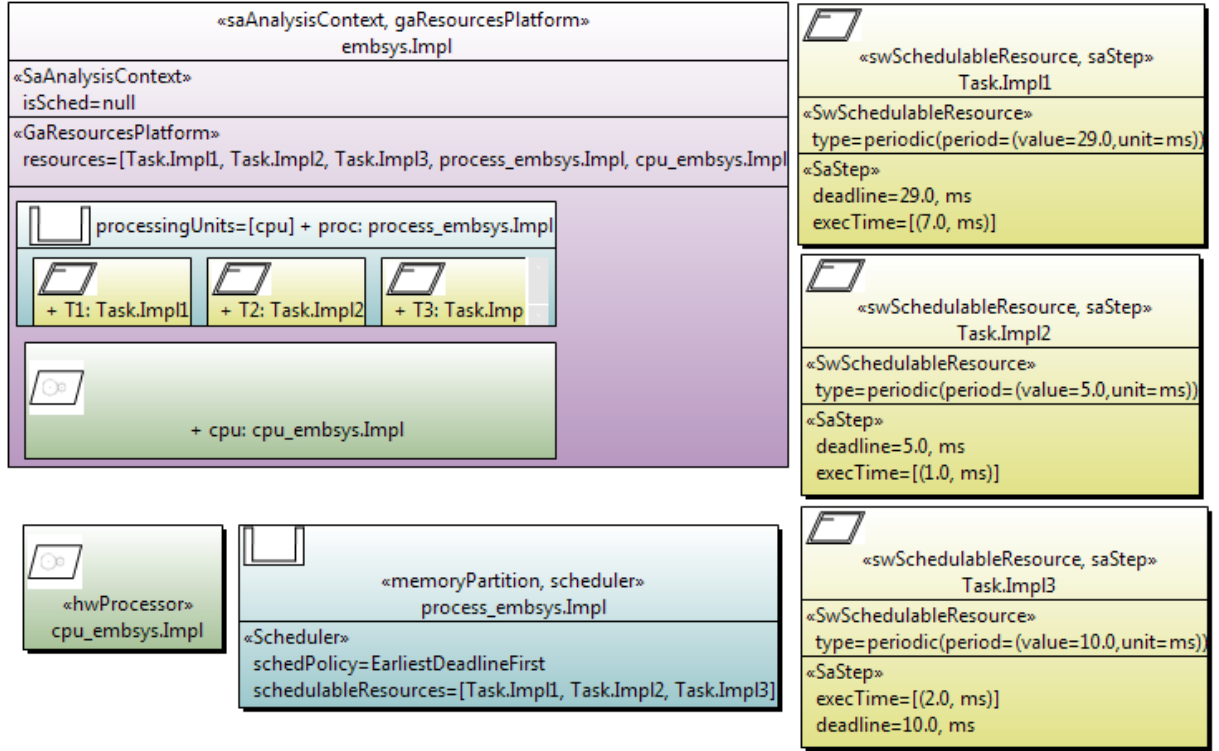 «saAnalysisContext, gaResourcesPlatform»
embsys.Impl
«SaAnalysisContext»
isSched=null
«GaResourcesPlatform»
resources=[Task.Impl1, Task.Impl2, Task.Impl3, process_embsys.Impl, cpu_embsys.Impl
processingUnits=[cpu] + proc: process_embsys.Impl
+ T1: Task.Impl1
+ T2: Task.Impl2
+ T3: Task.Imp
+ cpu: cpu_embsys.Impl
«hwProcessor»
cpu_embsys.Impl
«memoryPartition, scheduler»
process_embsys.Impl
«Scheduler»
schedPolicy=EarliestDeadlineFirst
schedulableResources=[Task.Impl1, Task.Impl2, Task.Impl3]
«swSchedulableResource, saStep»
Task.Impl1
«SwSchedulableResource»
type=periodic(period=(value=29.0,unit=ms))
«SaStep»
deadline=29.0, ms
execTime=[(7.0, ms)]
«swSchedulableResource, saStep»
Task.Impl2
«SwSchedulableResource»
type=periodic(period=(value=5.0,unit=ms))
«SaStep»
deadline=5.0, ms
execTime=[(1.0, ms)]
«swSchedulableResource, saStep»
Task.Impl3
«SwSchedulableResource»
type=periodic(period=(value=10.0,unit=ms))
«SaStep»
execTime=[(2.0, ms)]
deadline=10.0, ms